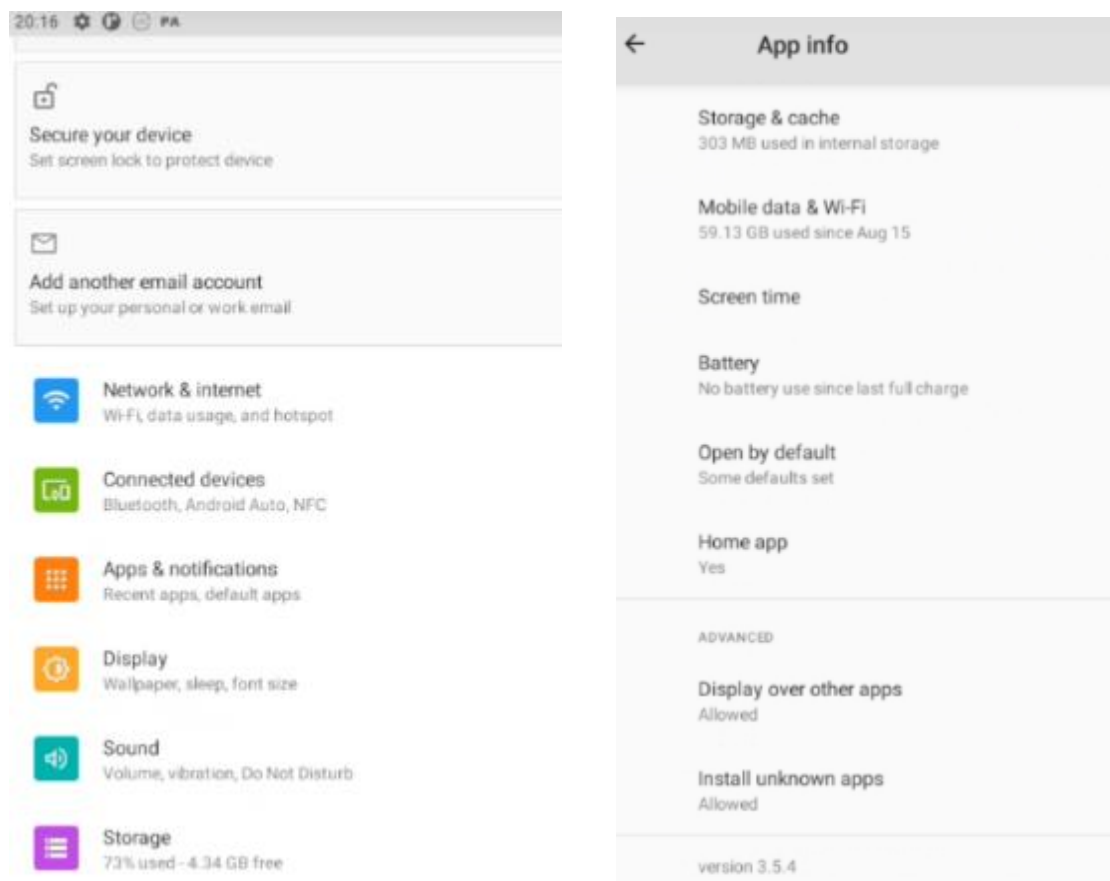 20:16 PA
Secure your device
Set screen lock to protect device
Add another email account
Set up your personal or work email
Network & internet
Wi-Fi, data usage, and hotspot
Connected devices
Bluetooth, Android Auto, NFC
Apps & notifications
Recent apps, default apps
Display
Wallpaper, sleep, font size
Sound
Volume, vibration, Do Not Disturb
Storage
73% used - 4.34 GB free
App info
Storage & cache
303 MB used in internal storage
Mobile data & Wi-Fi
59.13 GB used since Aug 15
Screen time
Battery
No battery use since last full charge
Open by default
Some defaults set
Home app
Yes
ADVANCED
Display over other apps
Allowed
Install unknown apps
Allowed
version 3.5.4